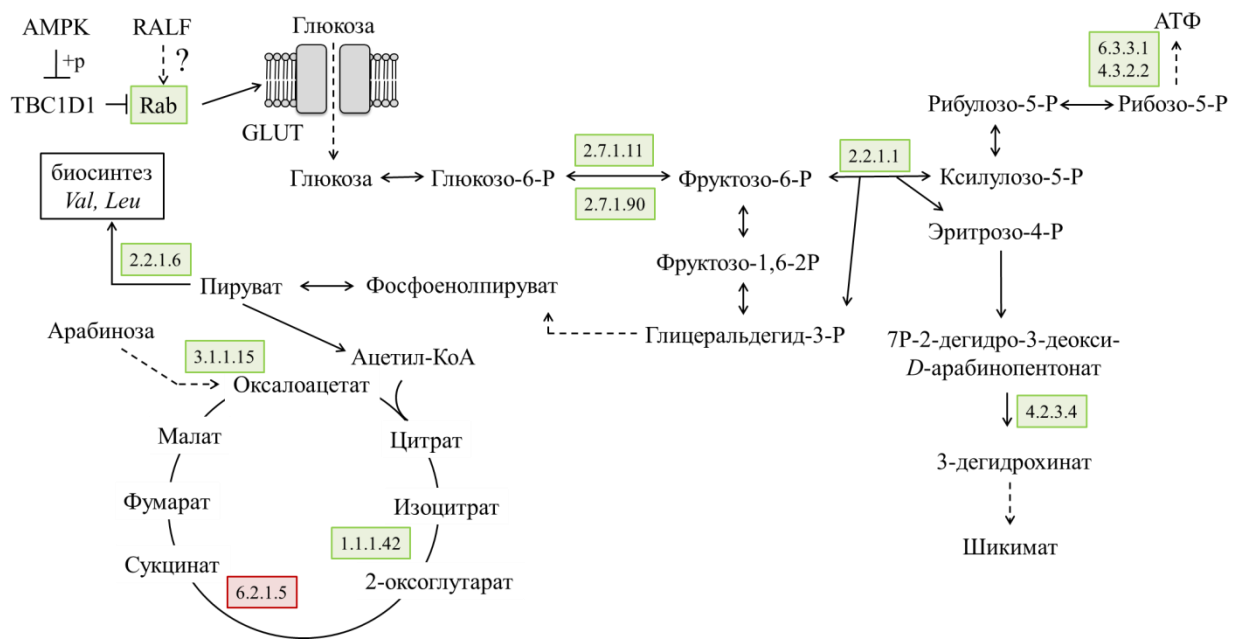 AMPK
RALF
Глюкоза
АТФ
+p
?
6.3.3.1
4.3.2.2
TBC1D1
Rab
GLUT
Рибулозо-5-Р
Рибозо-5-Р
2.7.1.11
2.2.1.1
биосинтез
Val, Leu
Глюкоза
Глюкозо-6-Р
Фруктозо-6-Р
Ксилулозо-5-Р
2.7.1.90
Эритрозо-4-Р
2.2.1.6
Фруктозо-1,6-2Р
Пируват
Фосфоенолпируват
Арабиноза
Глицеральдегид-3-Р
7Р-2-дегидро-3-деокси-
D-арабинопентонат
3.1.1.15
Ацетил-КоА
Оксалоацетат
4.2.3.4
Малат
Цитрат
3-дегидрохинат
Фумарат
Изоцитрат
1.1.1.42
Шикимат
Сукцинат
2-оксоглутарат
6.2.1.5